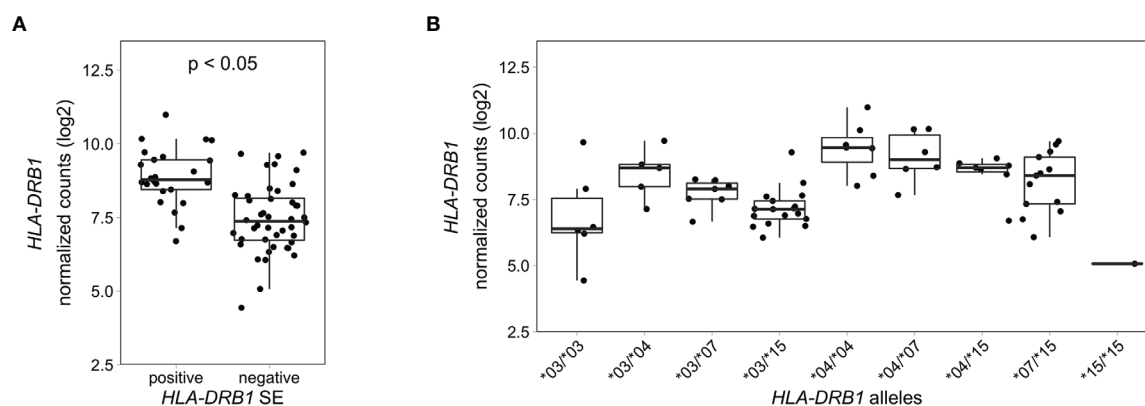 A
HLA-DRB1
normalized counts (log2)
12.5
10.0
7.5
5.0
2.5
p < 0.05
positive negative
HLA-DRB1 SE
B
HLA-DRB1
normalized counts (log2)
12.5
10.0
7.5
5.0
2.5
*03/*03 *03/*04 *03/*07 *03/*15 *04/*04 *04/*07 *04/*15 *07/*15 *15/*15
HLA-DRB1 alleles